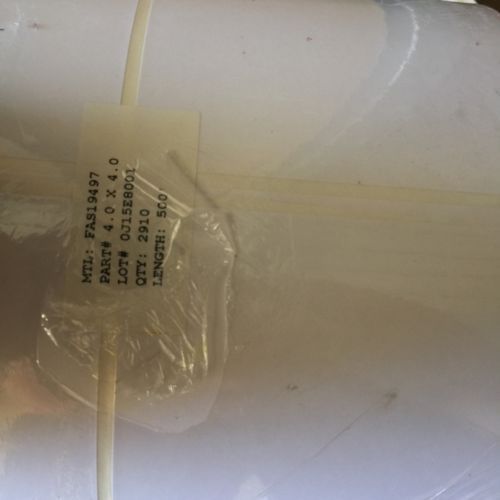 MTL: FAS19497
PART# 4.0 X 4.0
LOT# 0J15E8001
QTY: 2910
LENGTH: 500'